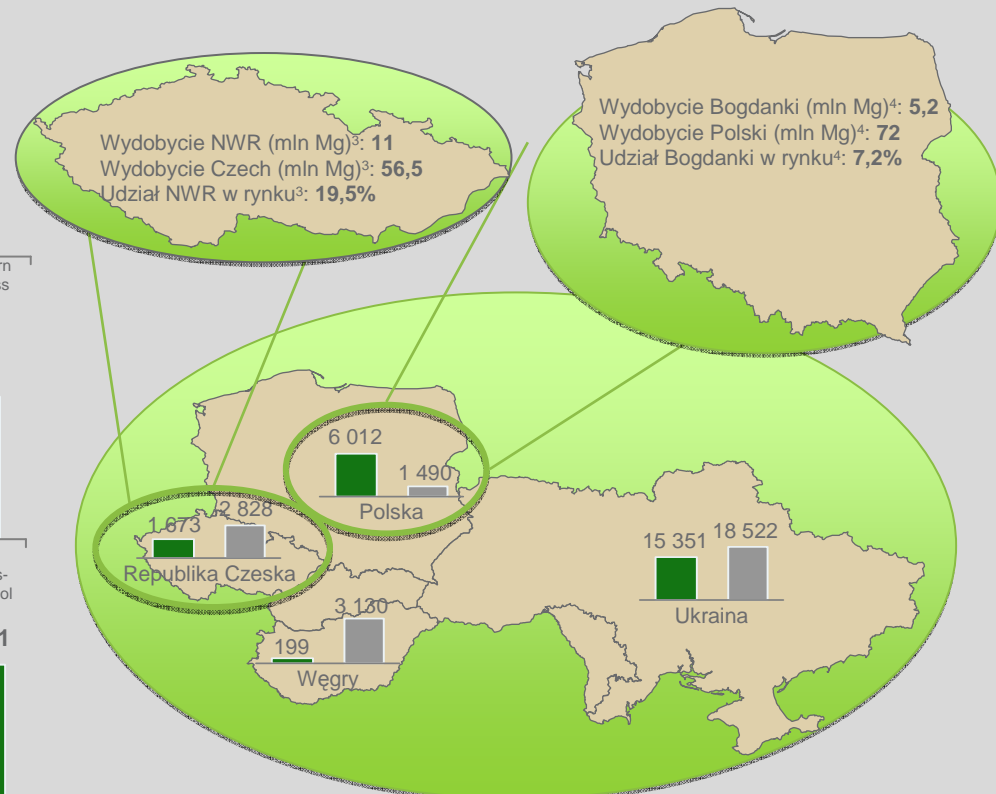 Wydobycie NWR (mln Mg)³: 11
Wydobycie Czech (mln Mg)³: 56,5
Udział NWR w rynku³: 19,5%
Wydobycie Bogdanki (mln Mg)⁴: 5,2
Wydobycie Polski (mln Mg)⁴: 72
Udział Bogdanki w rynku⁴: 7,2%
6 012
1 490
Polska
1 673
2 828
Republika Czeska
15 351
18 522
Ukraina
199
3 130
Węgry
1